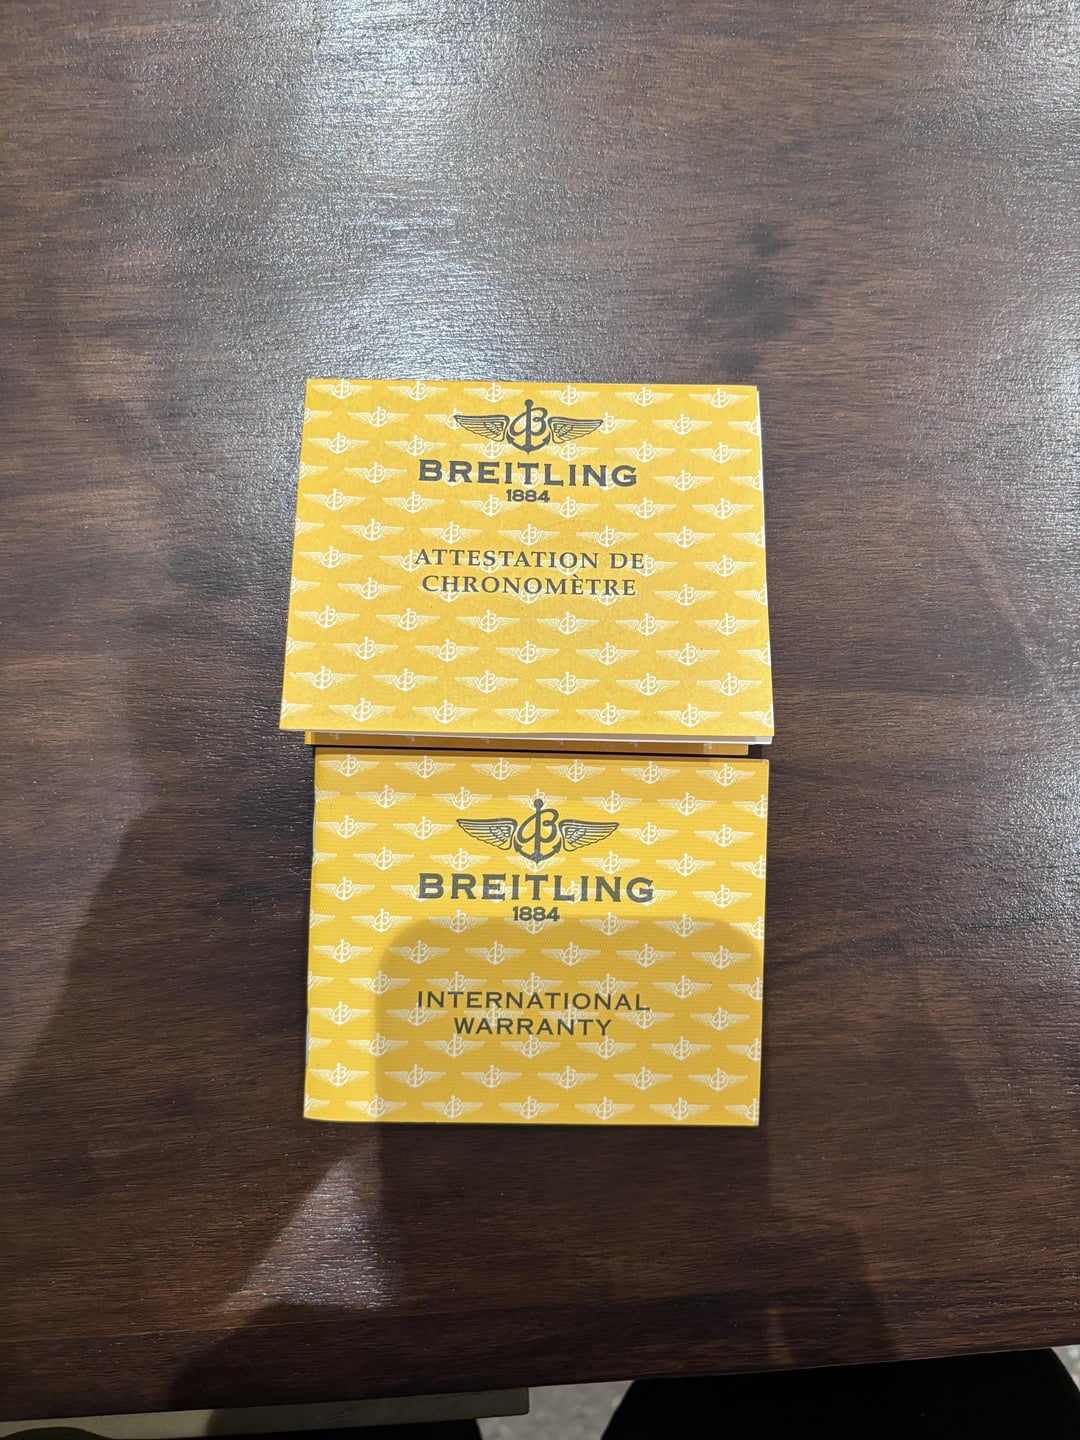 BREITLING
1884
ATTESTATION DE
CHRONOMÈTRE
BREITLING
1884
INTERNATIONAL
WARRANTY